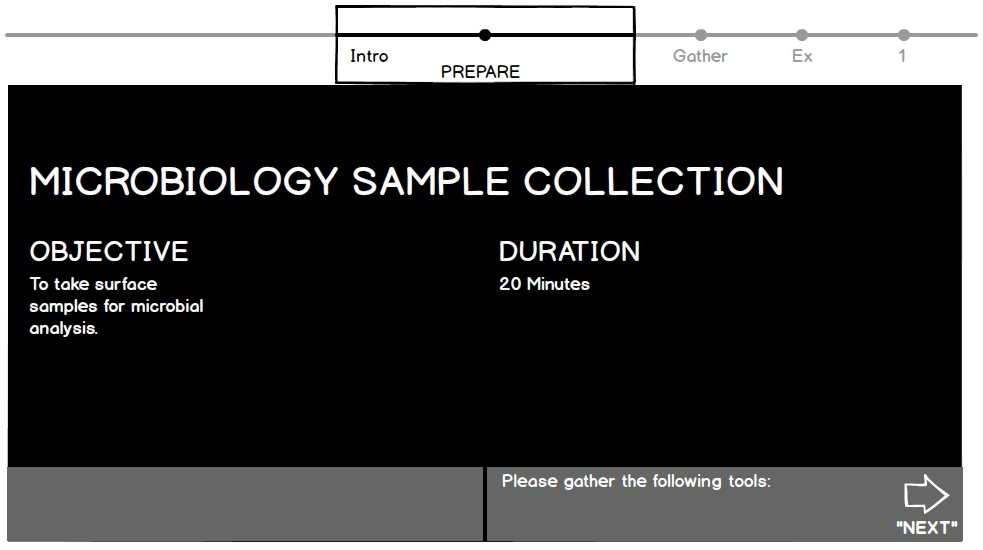 Intro
PREPARE
Gather
Ex
1
MICROBIOLOGY SAMPLE COLLECTION
OBJECTIVE
To take surface
samples for microbial
analysis.
DURATION
20 Minutes
Please gather the following tools:
"NEXT"